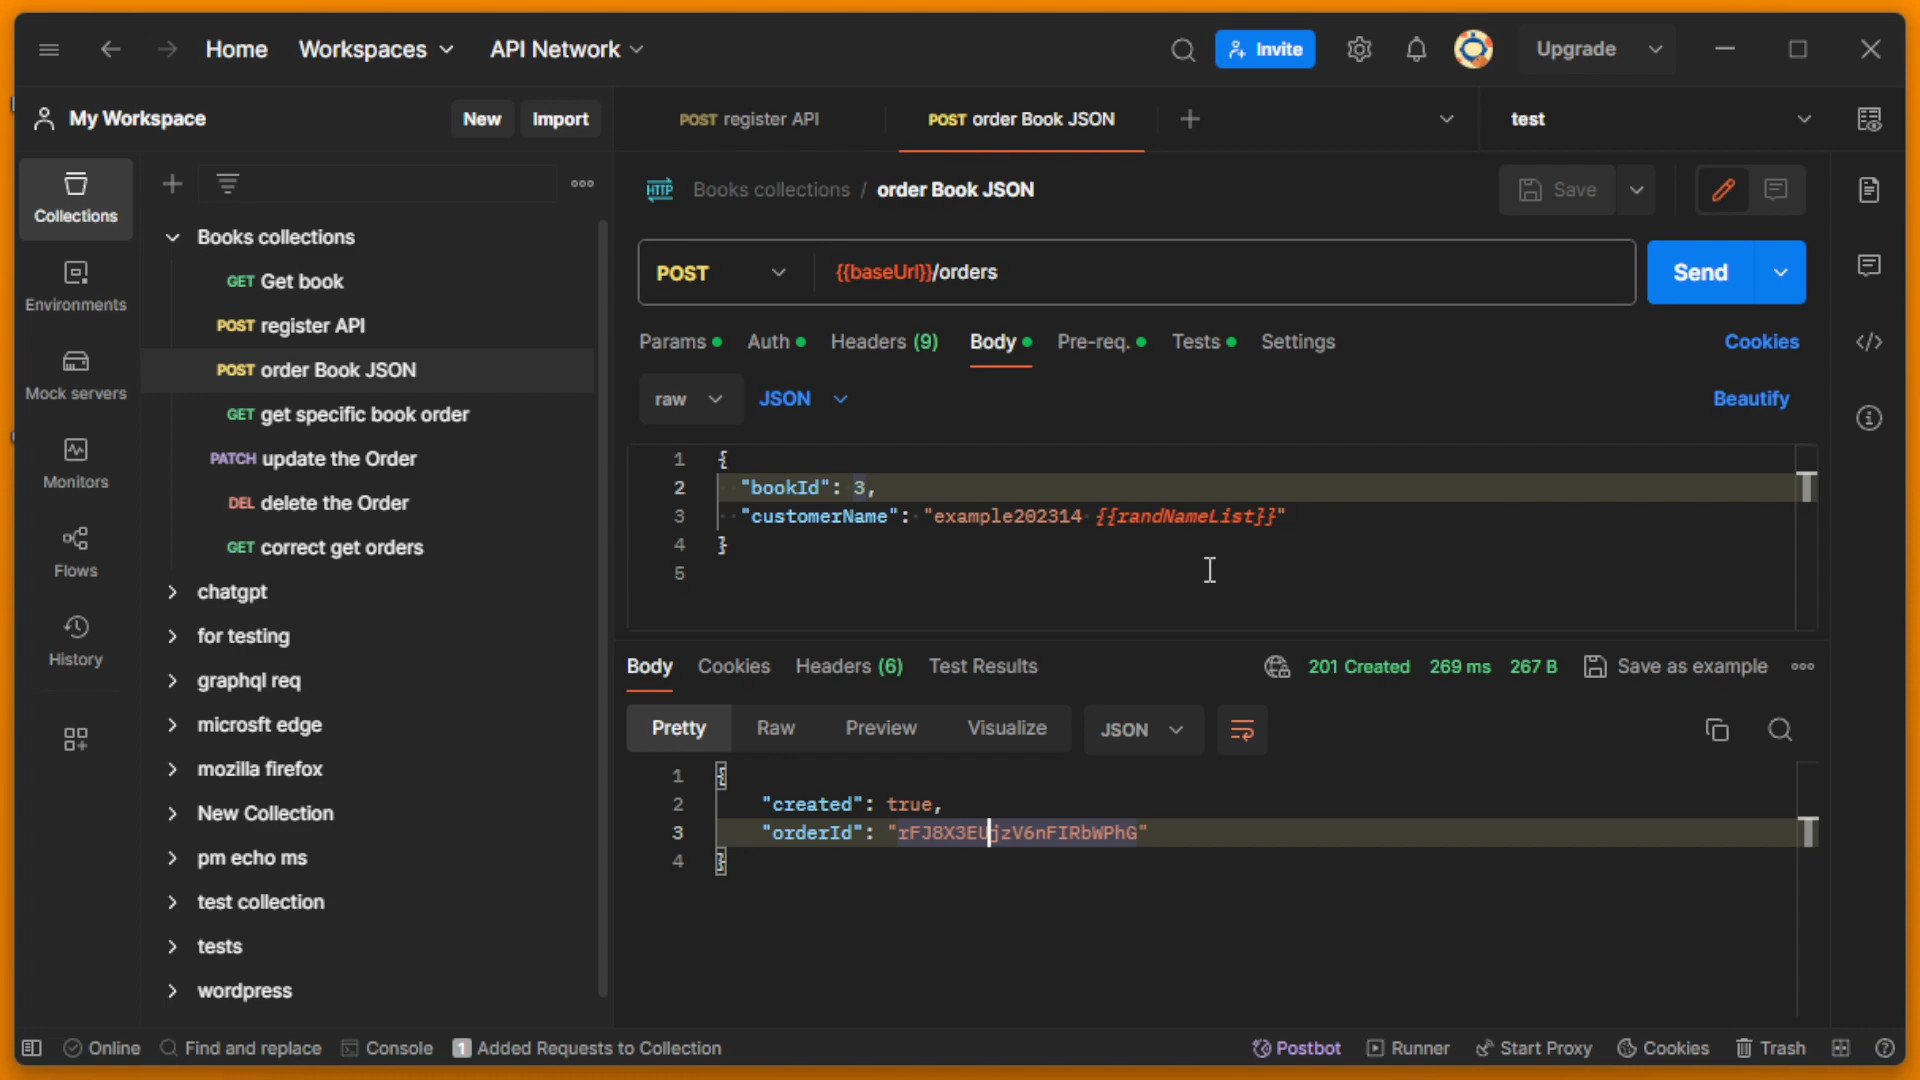 Home
Workspaces
API Network
Invite
Upgrade
My Workspace
New
Import
POST register API
POST order Book JSON
test
Collections
Environments
Mock servers
Monitors
Flows
History
Books collections
GET Get book
POST register API
POST order Book JSON
GET get specific book order
PATCH update the Order
DEL delete the Order
GET correct get orders
chatgpt
for testing
graphql req
microsft edge
mozilla firefox
New Collection
pm echo ms
test collection
tests
wordpress
HTTP Books collections / order Book JSON
Save
POST
{{baseUrl}}/orders
Send
Params
Auth
Headers (9)
Body
Pre-req.
Tests
Settings
Cookies
raw
JSON
Beautify
1 {
2 "bookId": 3,
3 "customerName": "example202314 {{randNameList}}"
4 }
5
Body
Cookies
Headers (6)
Test Results
201 Created
269 ms
267 B
Save as example
Pretty
Raw
Preview
Visualize
JSON
1 {
2 "created": true,
3 "orderId": "rFJ8X3EUjzV6nFIRbWPhG"
4 }
Online
Find and replace
Console
1 Added Requests to Collection
Postbot
Runner
Start Proxy
Cookies
Trash